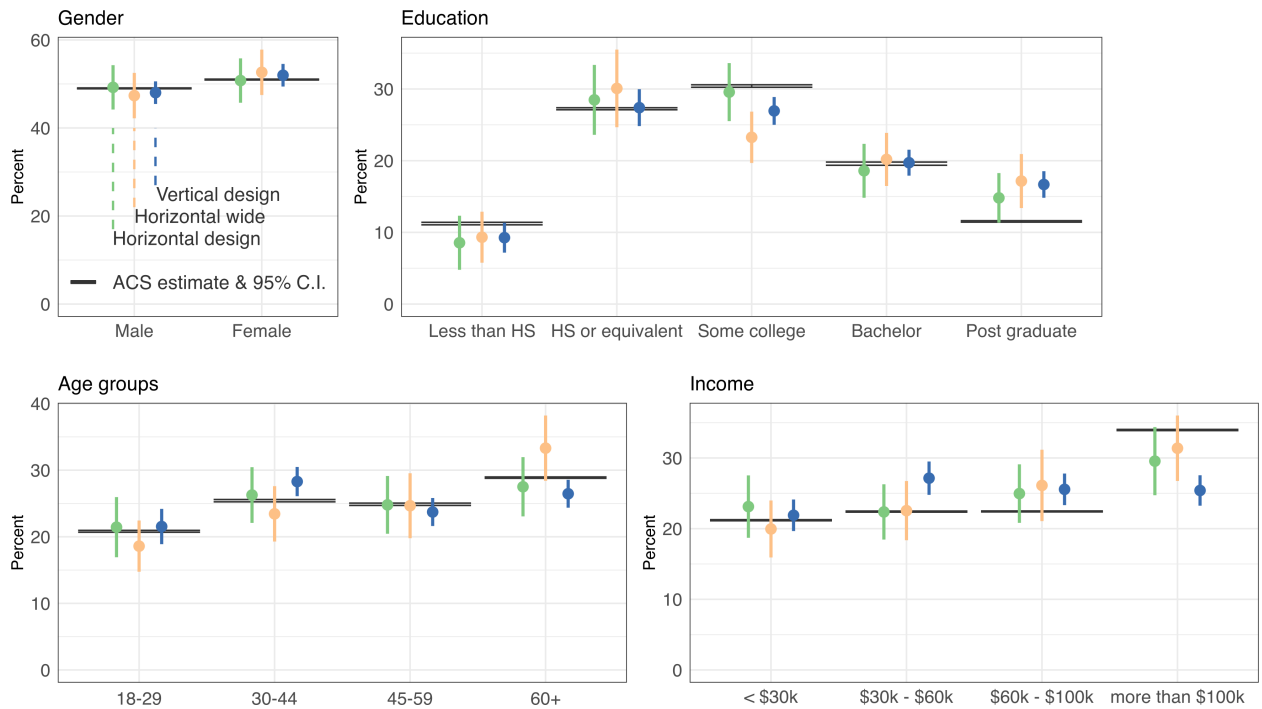 Gender
Percent
60
40
20
0
Vertical design
Horizontal wide
Horizontal design
ACS estimate & 95% C.I.
Male Female
Education
Percent
30
20
10
0
Less than HS HS or equivalent Some college Bachelor Post graduate
Age groups
Percent
40
30
20
10
0
18-29 30-44 45-59 60+
Income
Percent
30
20
10
0
< $30k $30k - $60k $60k - $100k more than $100k